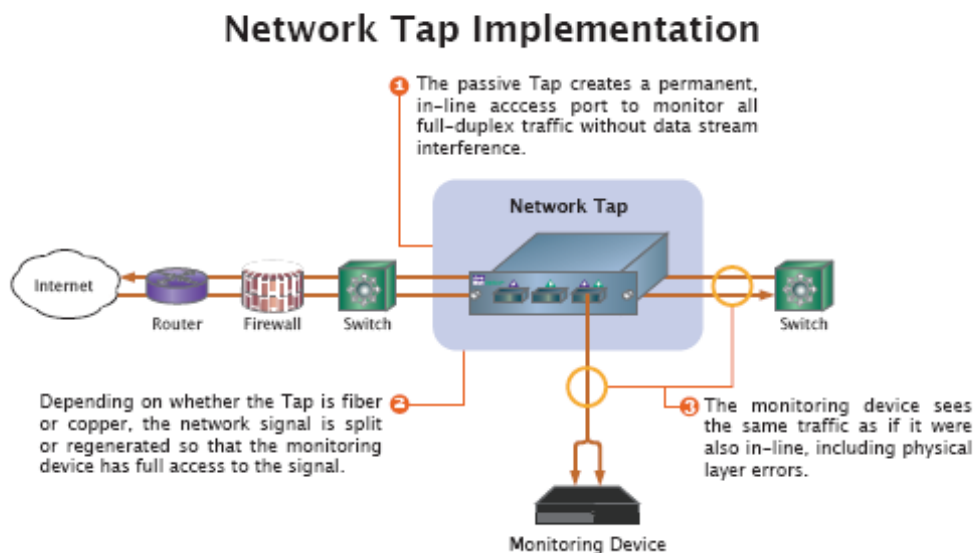 Network Tap Implementation
1 The passive Tap creates a permanent,
in-line acccess port to monitor all
full-duplex traffic without data stream
interference.
Network Tap
Internet
Router
Firewall
Switch
Switch
Depending on whether the Tap is fiber 2
or copper, the network signal is split
or regenerated so that the monitoring
device has full access to the signal.
3 The monitoring device sees
the same traffic as if it were
also in-line, including physical
layer errors.
Monitoring Device